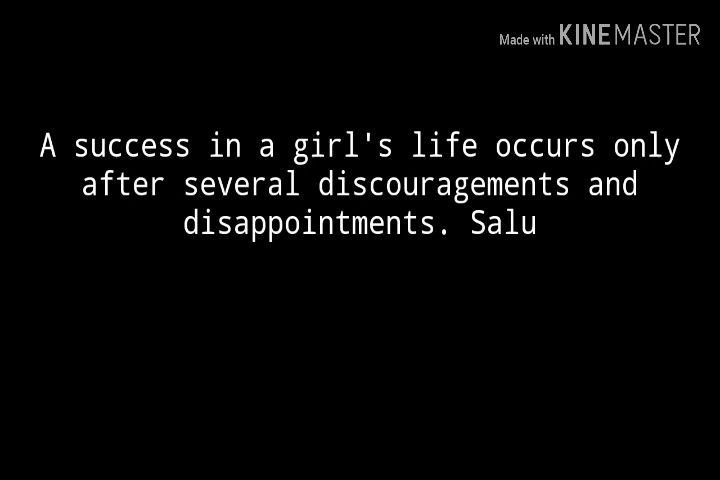 Made with KINEMASTER
A success in a girl's life occurs only
after several discouragements and
disappointments. Salu